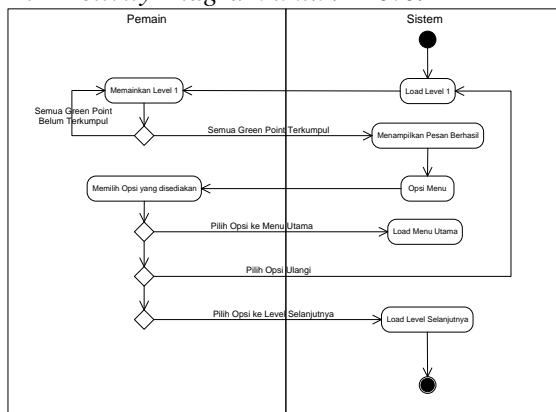 Pemain
Sistem
Memainkan Level 1
Load Level 1
Semua Green Point
Belum Terkumpul
Semua Green Point Terkumpul
Menampilkan Pesan Berhasil
Memilih Opsi yang disediakan
Opsi Menu
Pilih Opsi ke Menu Utama
Load Menu Utama
Pilih Opsi Ulangi
Pilih Opsi ke Level Selanjutnya
Load Level Selanjutnya